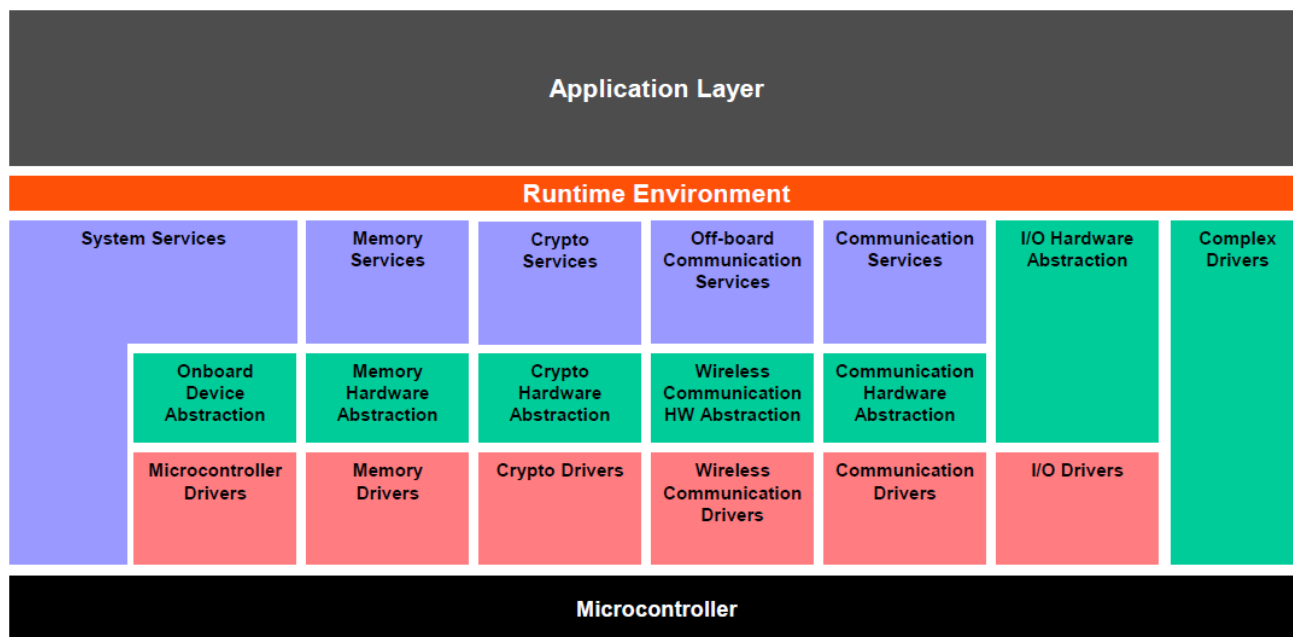 Application Layer
Runtime Environment
System Services
Memory
Services
Crypto
Services
Off-board
Communication
Services
Communication
Services
I/O Hardware
Abstraction
Complex
Drivers
Onboard
Device
Abstraction
Memory
Hardware
Abstraction
Crypto
Hardware
Abstraction
Wireless
Communication
HW Abstraction
Communication
Hardware
Abstraction
Microcontroller
Drivers
Memory
Drivers
Crypto Drivers
Wireless
Communication
Drivers
Communication
Drivers
I/O Drivers
Microcontroller